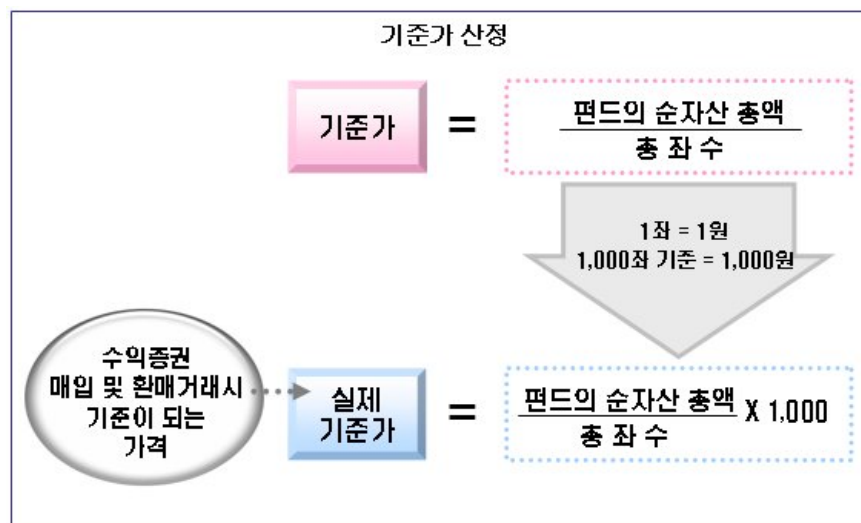 기준가 산정
기준가 = 펀드의 순자산 총액
총 좌 수
1좌 = 1원
1,000좌 기준 = 1,000원
수익증권
매입 및 환매거래시
기준이 되는
가격
실제
기준가
= 펀드의 순자산 총액 X 1,000
총 좌 수